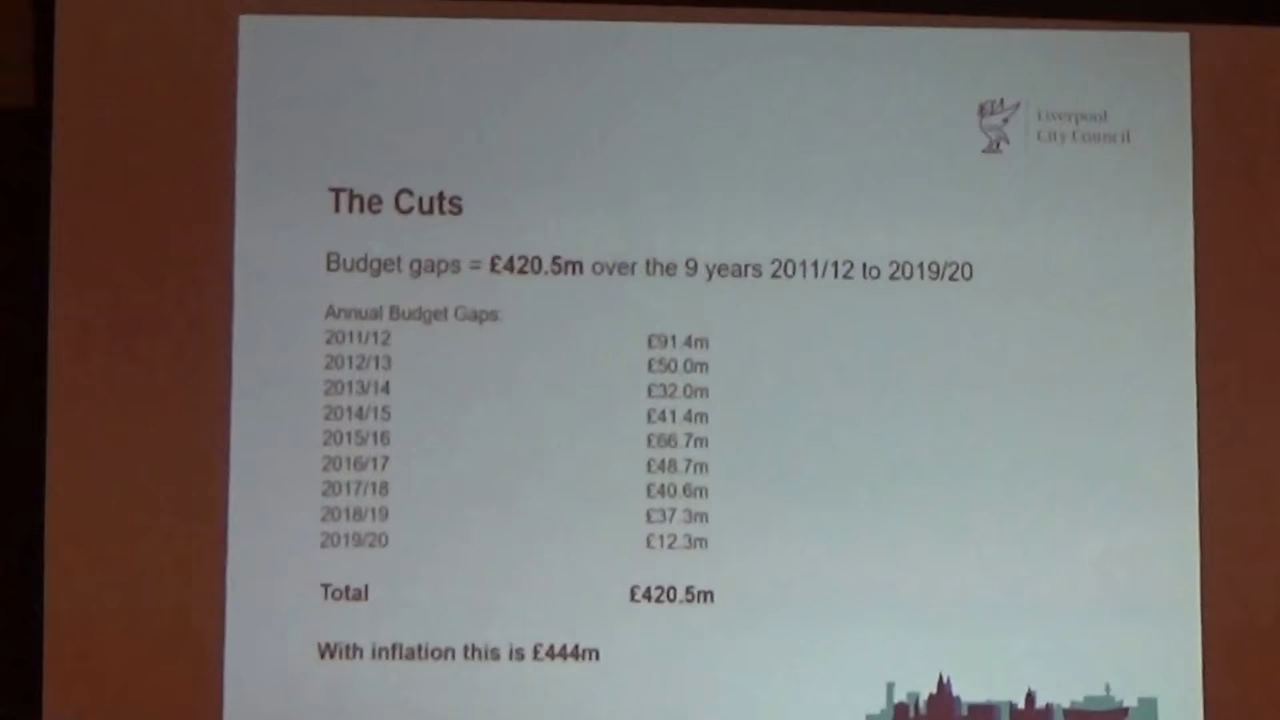 Liverpool
City Council
The Cuts
Budget gaps = £420.5m over the 9 years 2011/12 to 2019/20
Annual Budget Gaps:
2011/12 £91.4m
2012/13 £50.0m
2013/14 £32.0m
2014/15 £41.4m
2015/16 £66.7m
2016/17 £48.7m
2017/18 £40.6m
2018/19 £37.3m
2019/20 £12.3m
Total £420.5m
With inflation this is £444m